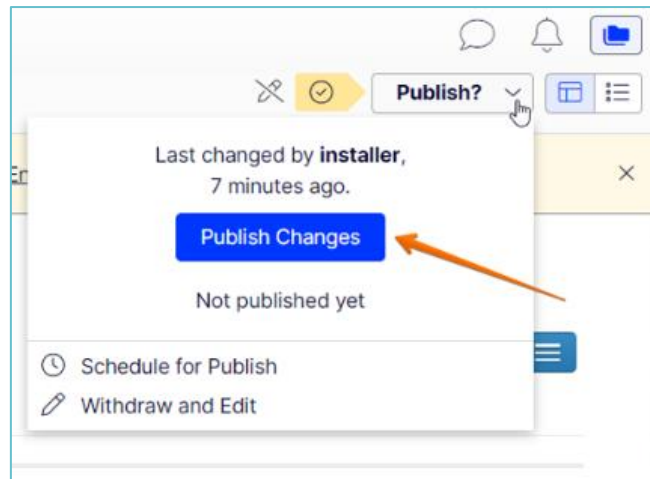 Publish?
En
Last changed by installer,
7 minutes ago.
Publish Changes
Not published yet
Schedule for Publish
Withdraw and Edit